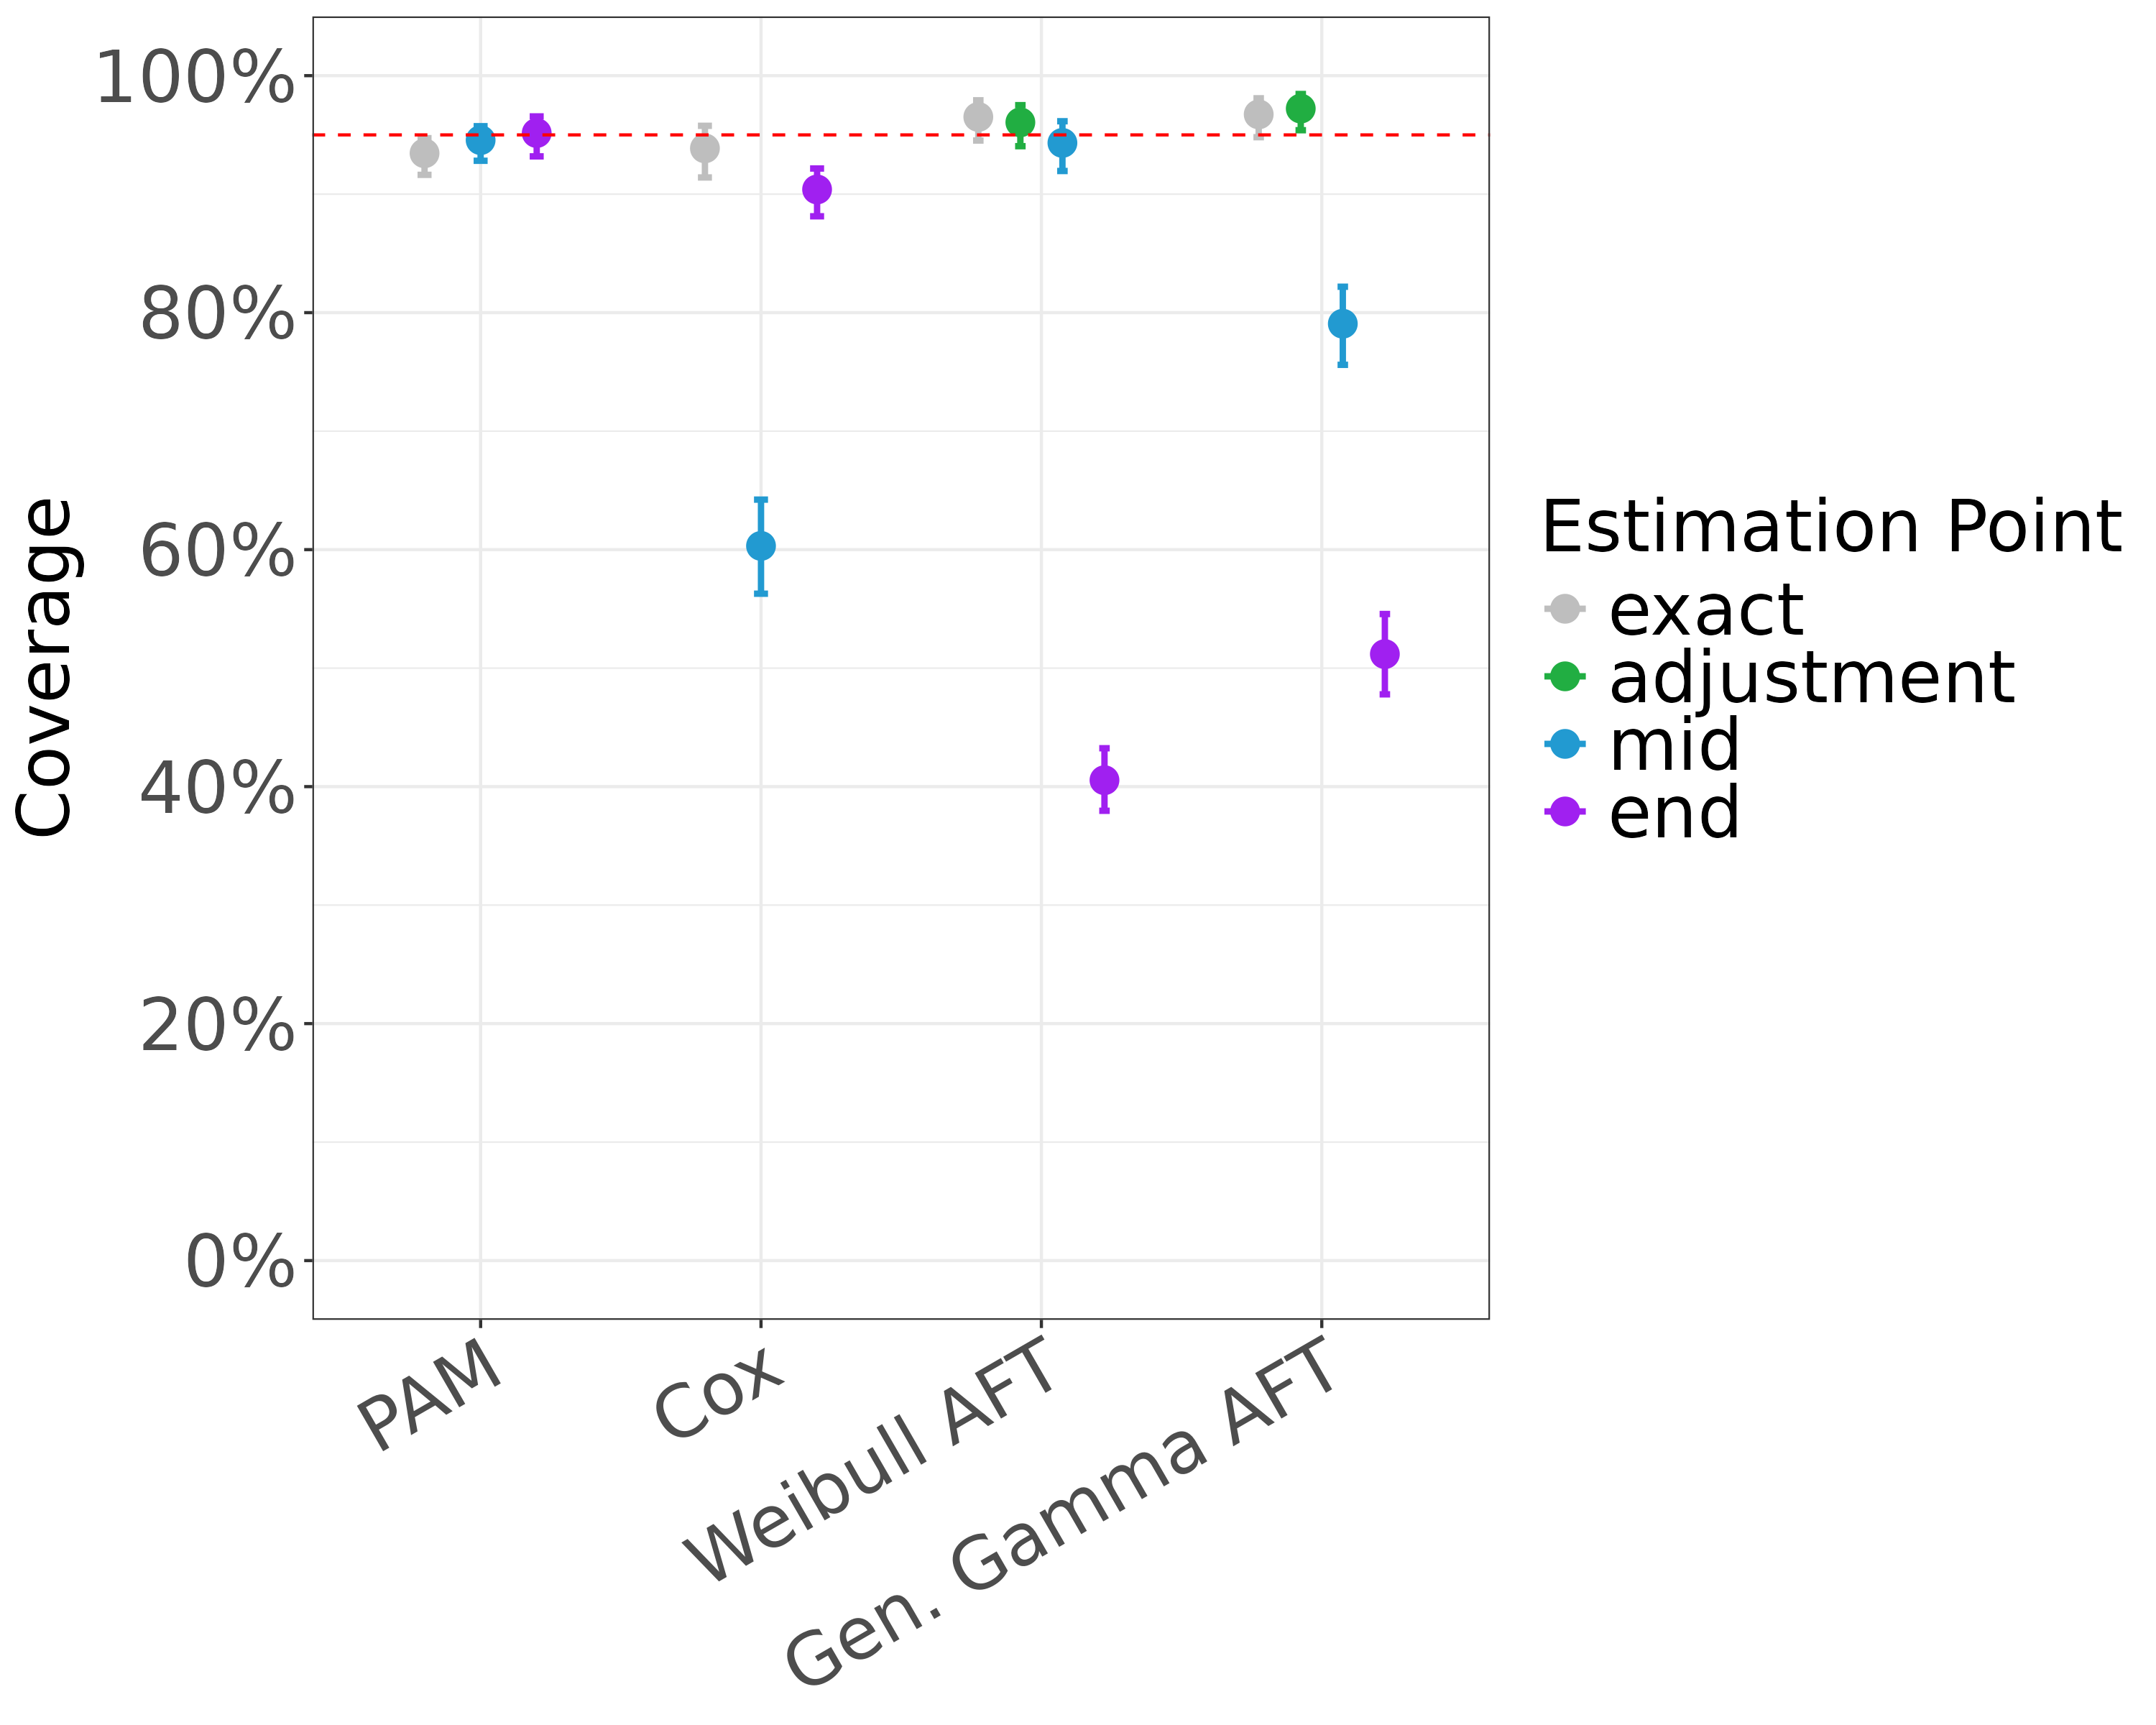 100%
80%
60%
40%
20%
0%
Coverage
PAM
Cox
Weibull AFT
Gen. Gamma AFT
Estimation Point
exact
adjustment
mid
end